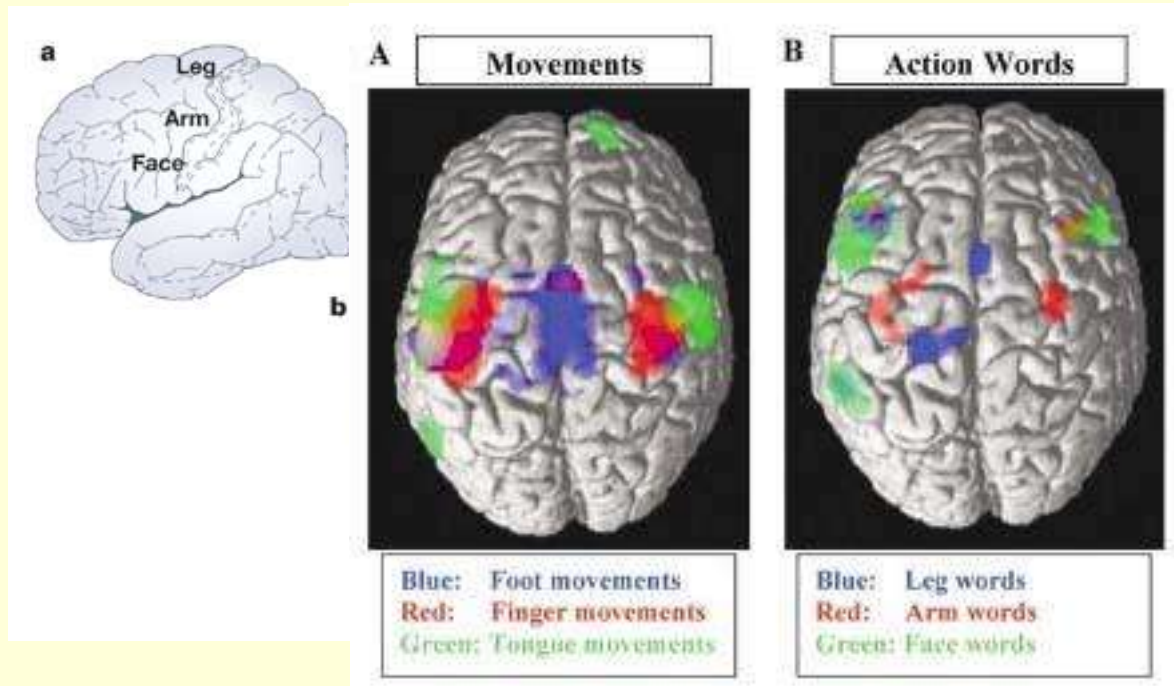 a
Leg
Arm
Face
b
A
Movements
Blue: Foot movements
Red: Finger movements
Green: Tongue movements
B
Action Words
Blue: Leg words
Red: Arm words
Green: Face words